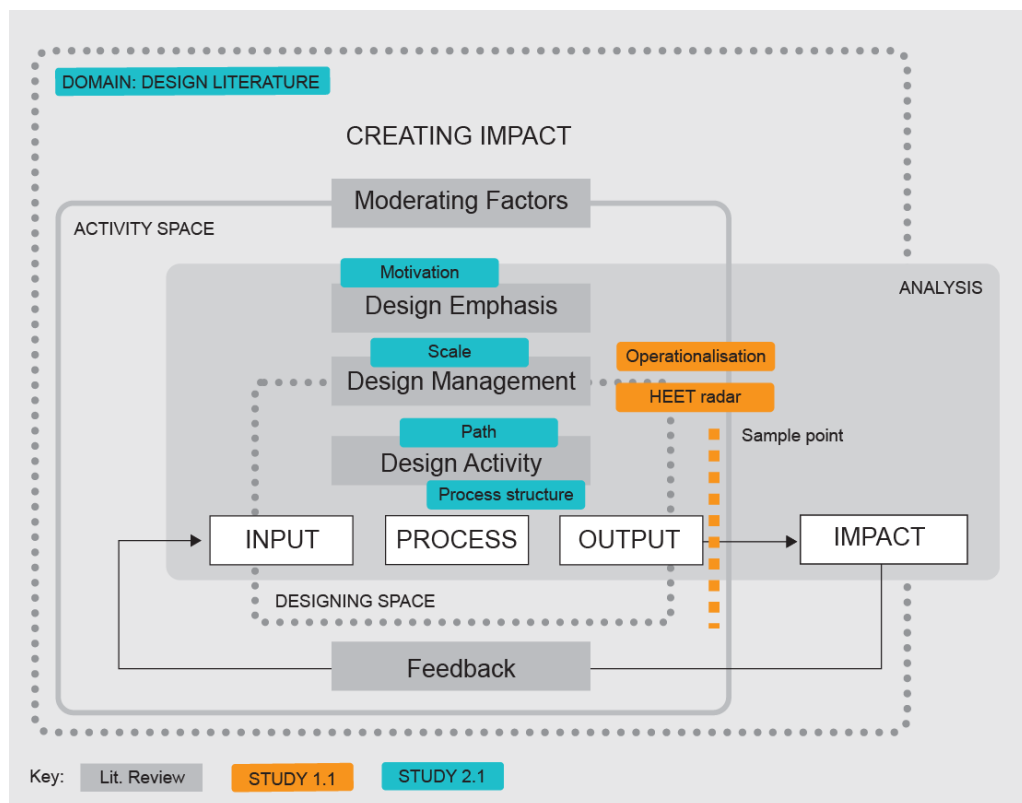 DOMAIN: DESIGN LITERATURE
CREATING IMPACT
Moderating Factors
ACTIVITY SPACE
Motivation
ANALYSIS
Design Emphasis
Scale
Operationalisation
Design Management
HEET radar
Path
Sample point
Design Activity
Process structure
INPUT
PROCESS
OUTPUT
IMPACT
DESIGNING SPACE
Feedback
Key:
Lit. Review
STUDY 1.1
STUDY 2.1